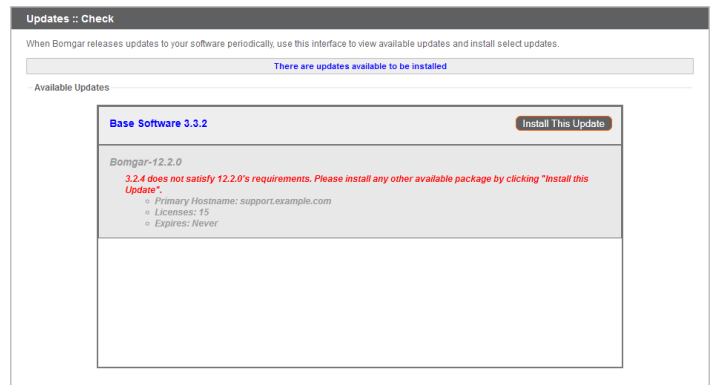 Updates :: Check
When Bomgar releases updates to your software periodically, use this interface to view available updates and install select updates.
There are updates available to be installed
Available Updates
Base Software 3.3.2
Install This Update
Bomgar-12.2.0
3.2.4 does not satisfy 12.2.0's requirements. Please install any other available package by clicking "Install this
Update".
Primary Hostname: support.example.com
Licenses: 15
Expires: Never